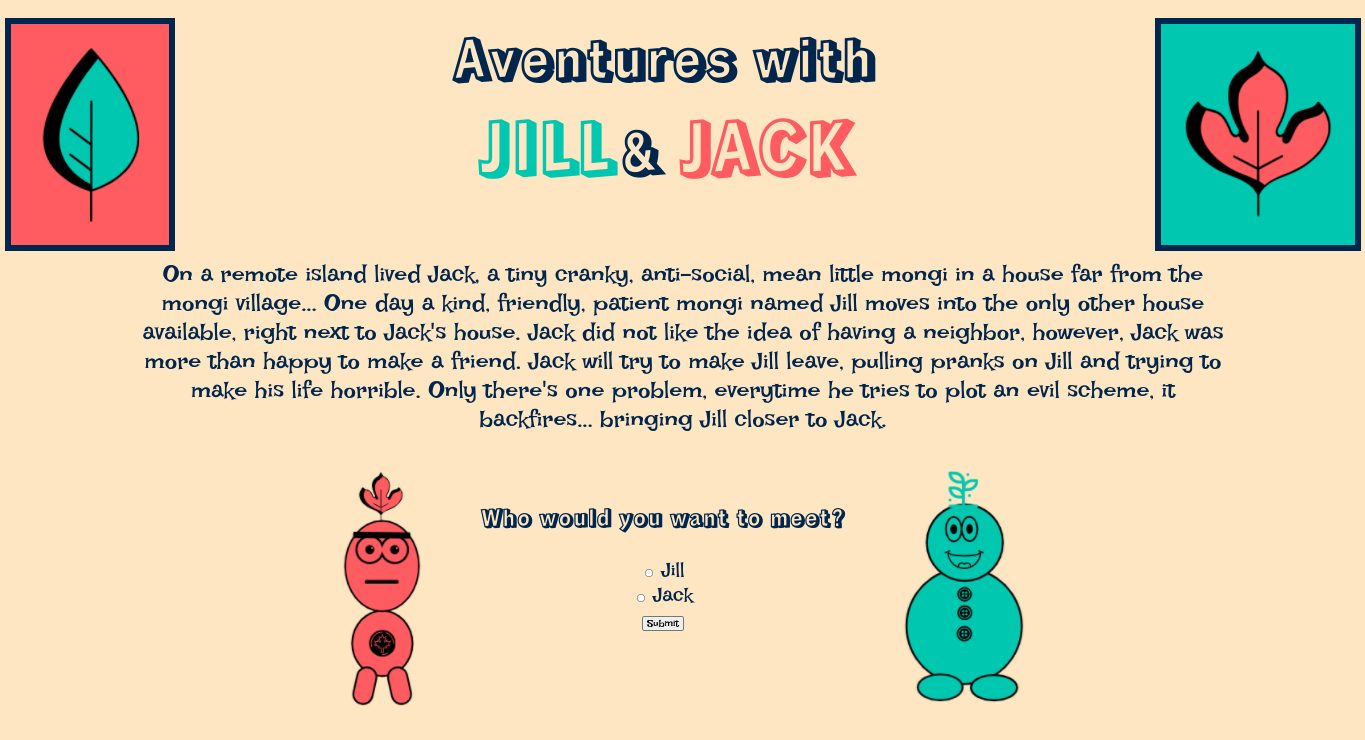 Aventures with
JILL & JACK
On a remote island lived Jack, a tiny cranky, anti-social, mean little mongi in a house far from the
mongi village... One day a kind, friendly, patient mongi named Jill moves into the only other house
available, right next to Jack's house. Jack did not like the idea of having a neighbor, however, Jack was
more than happy to make a friend. Jack will try to make Jill leave, pulling pranks on Jill and trying to
make his life horrible. Only there's one problem, everytime he tries to plot an evil scheme, it
backfires... bringing Jill closer to Jack.
Who would you want to meet?
Jill
Jack
Submit